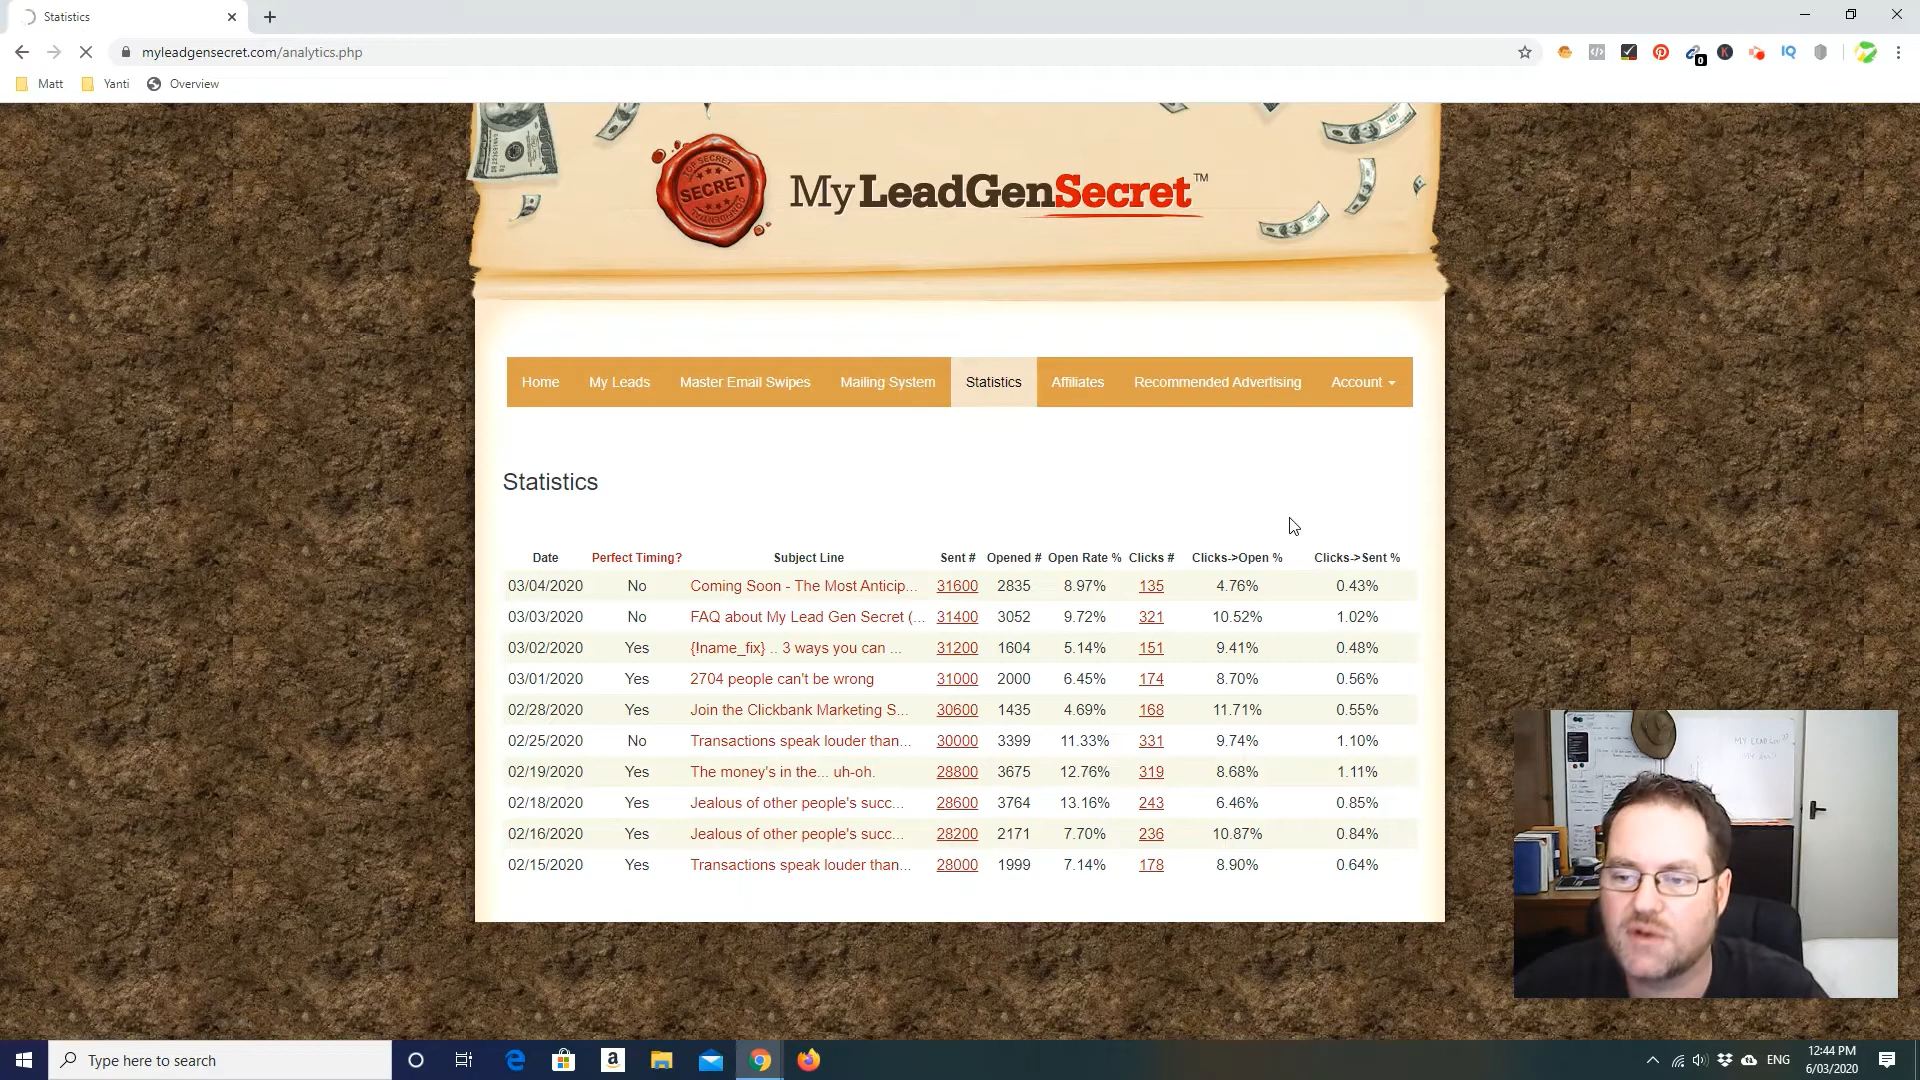 Statistics
myleadgensecret.com/analytics.php
0
K
IQ
Matt Yanti Overview
TOP SECRET
SECRET
CONFIDENTIAL
My LeadGenSecret™
Home My Leads Master Email Swipes Mailing System Statistics Affiliates Recommended Advertising Account
Statistics
Date Perfect Timing? Subject Line Sent # Opened # Open Rate % Clicks # Clicks->Open % Clicks->Sent %
03/04/2020 No Coming Soon - The Most Anticip... 31600 2835 8.97% 135 4.76% 0.43%
03/03/2020 No FAQ about My Lead Gen Secret (... 31400 3052 9.72% 321 10.52% 1.02%
03/02/2020 Yes {!name_fix} .. 3 ways you can ... 31200 1604 5.14% 151 9.41% 0.48%
03/01/2020 Yes 2704 people can't be wrong 31000 2000 6.45% 174 8.70% 0.56%
02/28/2020 Yes Join the Clickbank Marketing S... 30600 1435 4.69% 168 11.71% 0.55%
02/25/2020 No Transactions speak louder than... 30000 3399 11.33% 331 9.74% 1.10%
02/19/2020 Yes The money's in the... uh-oh. 28800 3675 12.76% 319 8.68% 1.11%
02/18/2020 Yes Jealous of other people's succ... 28600 3764 13.16% 243 6.46% 0.85%
02/16/2020 Yes Jealous of other people's succ... 28200 2171 7.70% 236 10.87% 0.84%
02/15/2020 Yes Transactions speak louder than... 28000 1999 7.14% 178 8.90% 0.64%
MY LEAD GEN
Type here to search
a
ENG
12:44 PM
6/03/2020